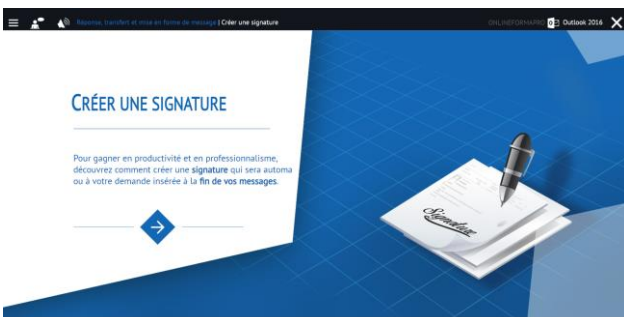 Réponse, transfert et mise en forme de message | Créer une signature
ONLINEFORMAPRO Outlook 2016
CRÉER UNE SIGNATURE
Pour gagner en productivité et en professionnalisme,
découvrez comment créer une signature qui sera automa
ou à votre demande insérée à la fin de vos messages.
Signature